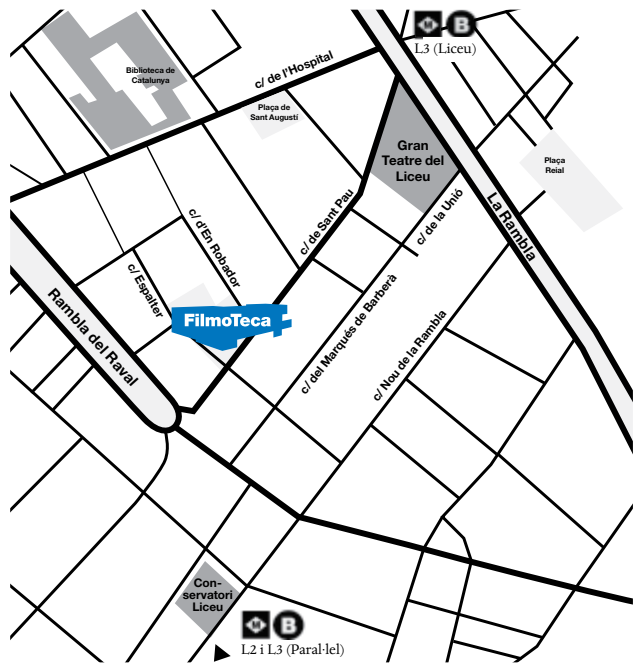 M B
L3 (Liceu)
Biblioteca de
Catalunya
c/ de l'Hospital
Plaça de
Sant Augustí
Gran
Teatre del
Liceu
Plaça
Reial
c/ d'En Robador
c/ de Sant Pau
c/ de la Unió
La Rambla
c/ Espalter
FilmoTeca
Rambla del Raval
c/ del Marqués de Barberà
c/ Nou de la Rambla
Con-
servatori
Liceu
M B
L2 i L3 (Paral·lel)